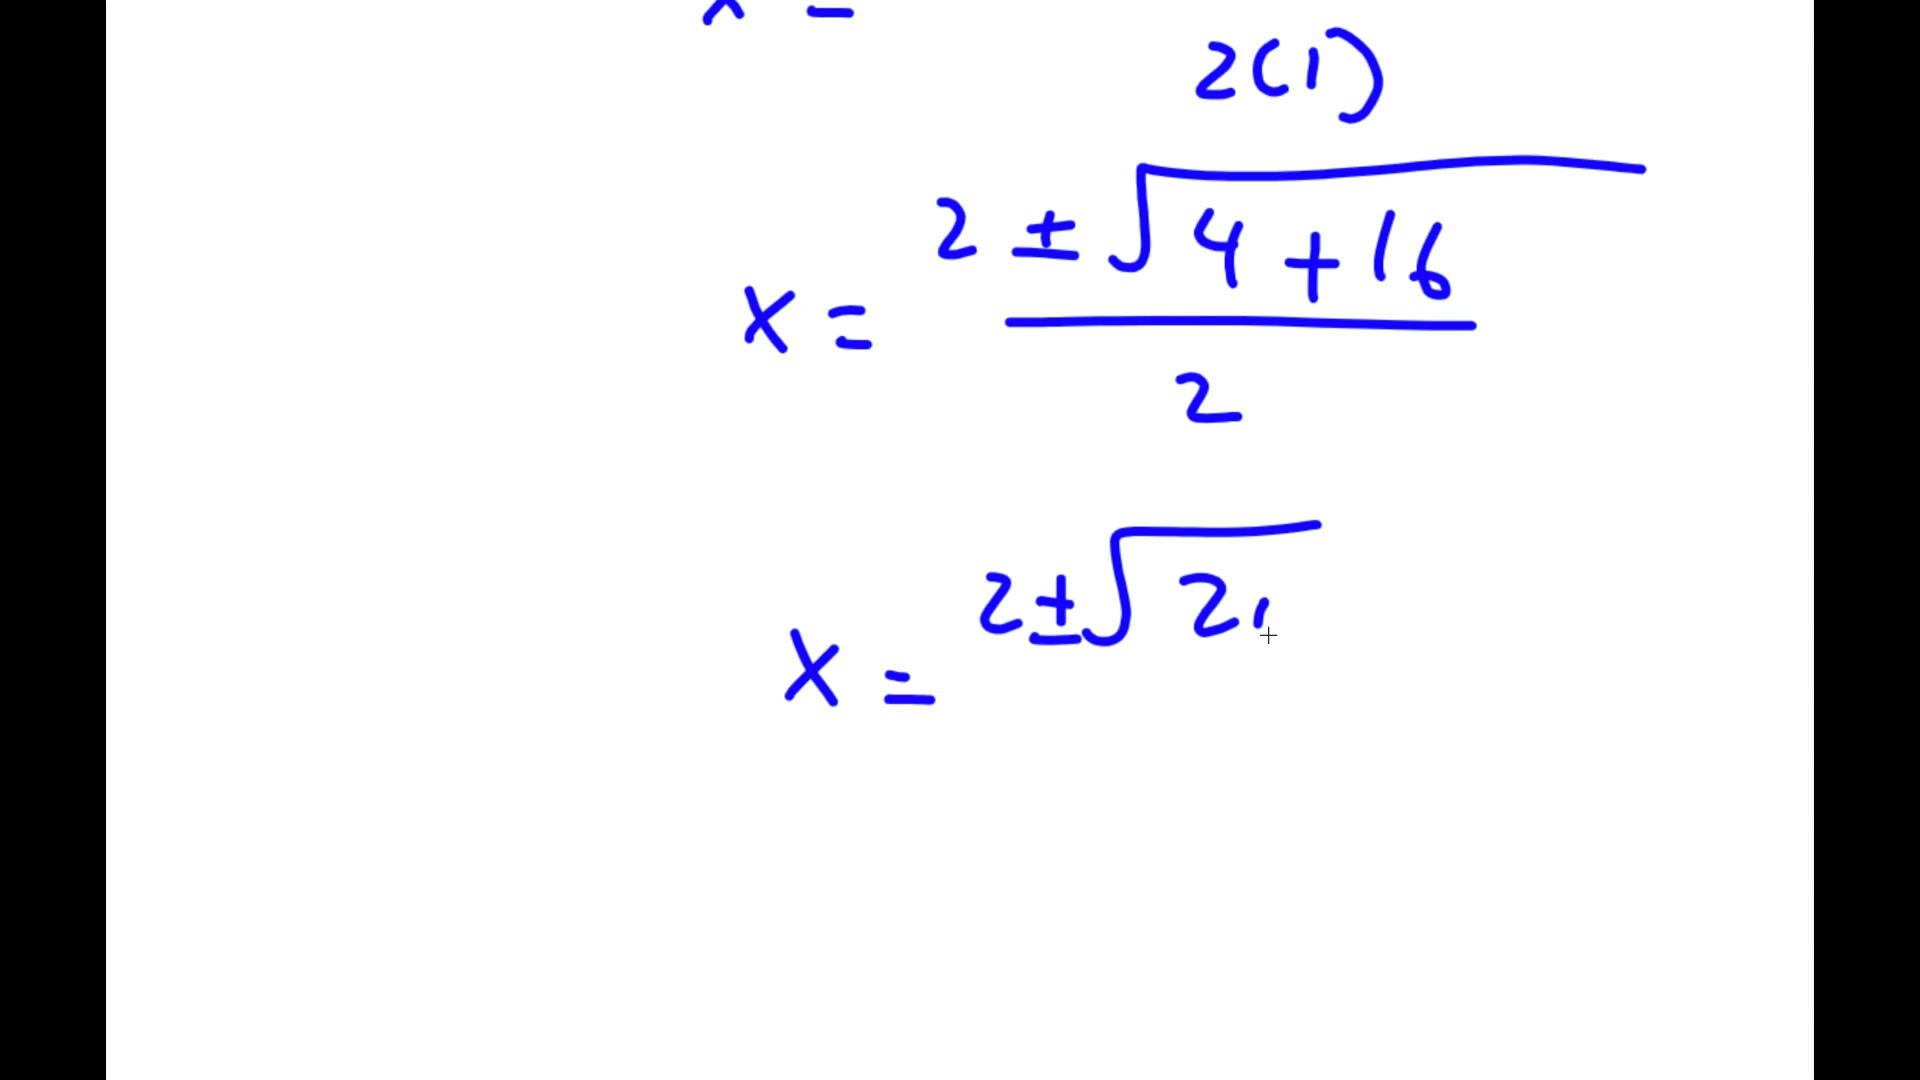 x =
2(1)
x = 2 ± √4 + 16
2
x = 2 ± √2